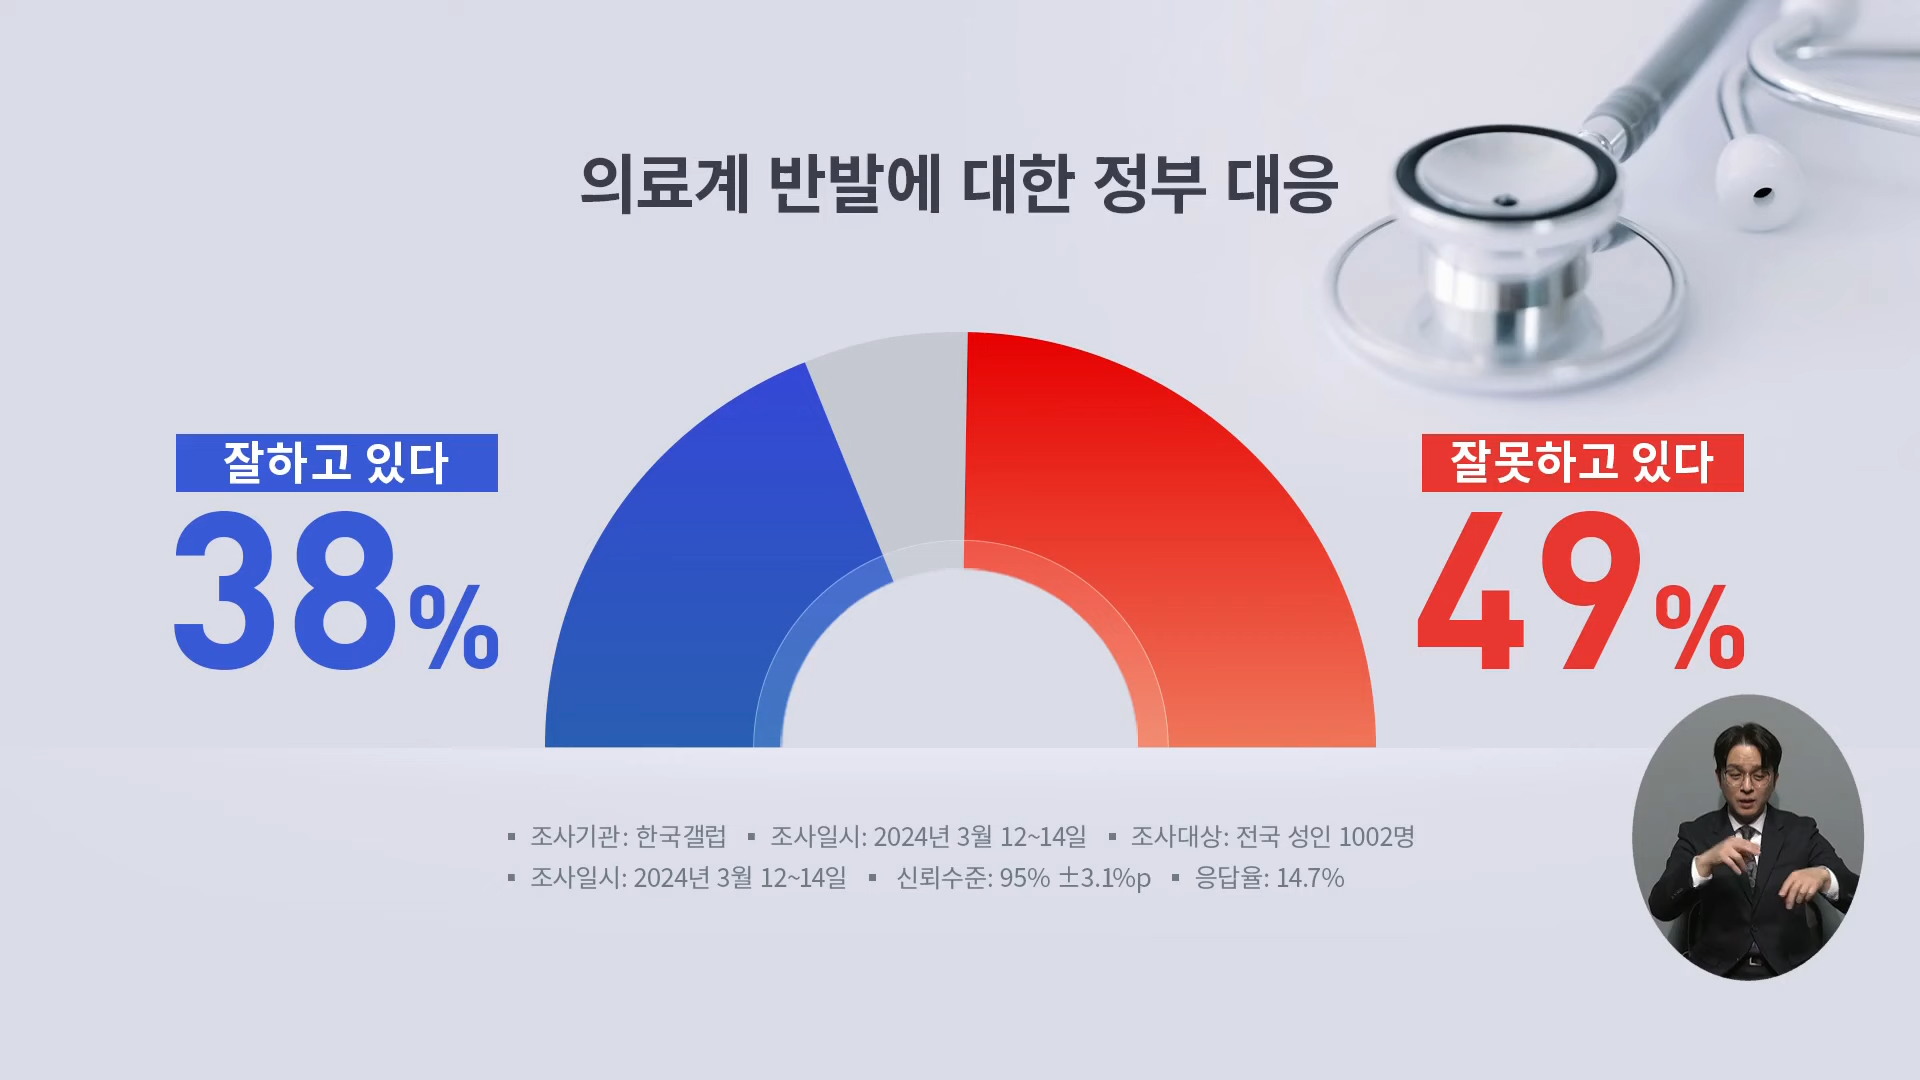 의료계 반발에 대한 정부 대응
잘하고 있다
38%
잘못하고 있다
49%
▪ 조사기관: 한국갤럽 ▪ 조사일시: 2024년 3월 12~14일 ▪ 조사대상: 전국 성인 1002명
▪ 조사일시: 2024년 3월 12~14일 ▪ 신뢰수준: 95% ±3.1%p ▪ 응답율: 14.7%